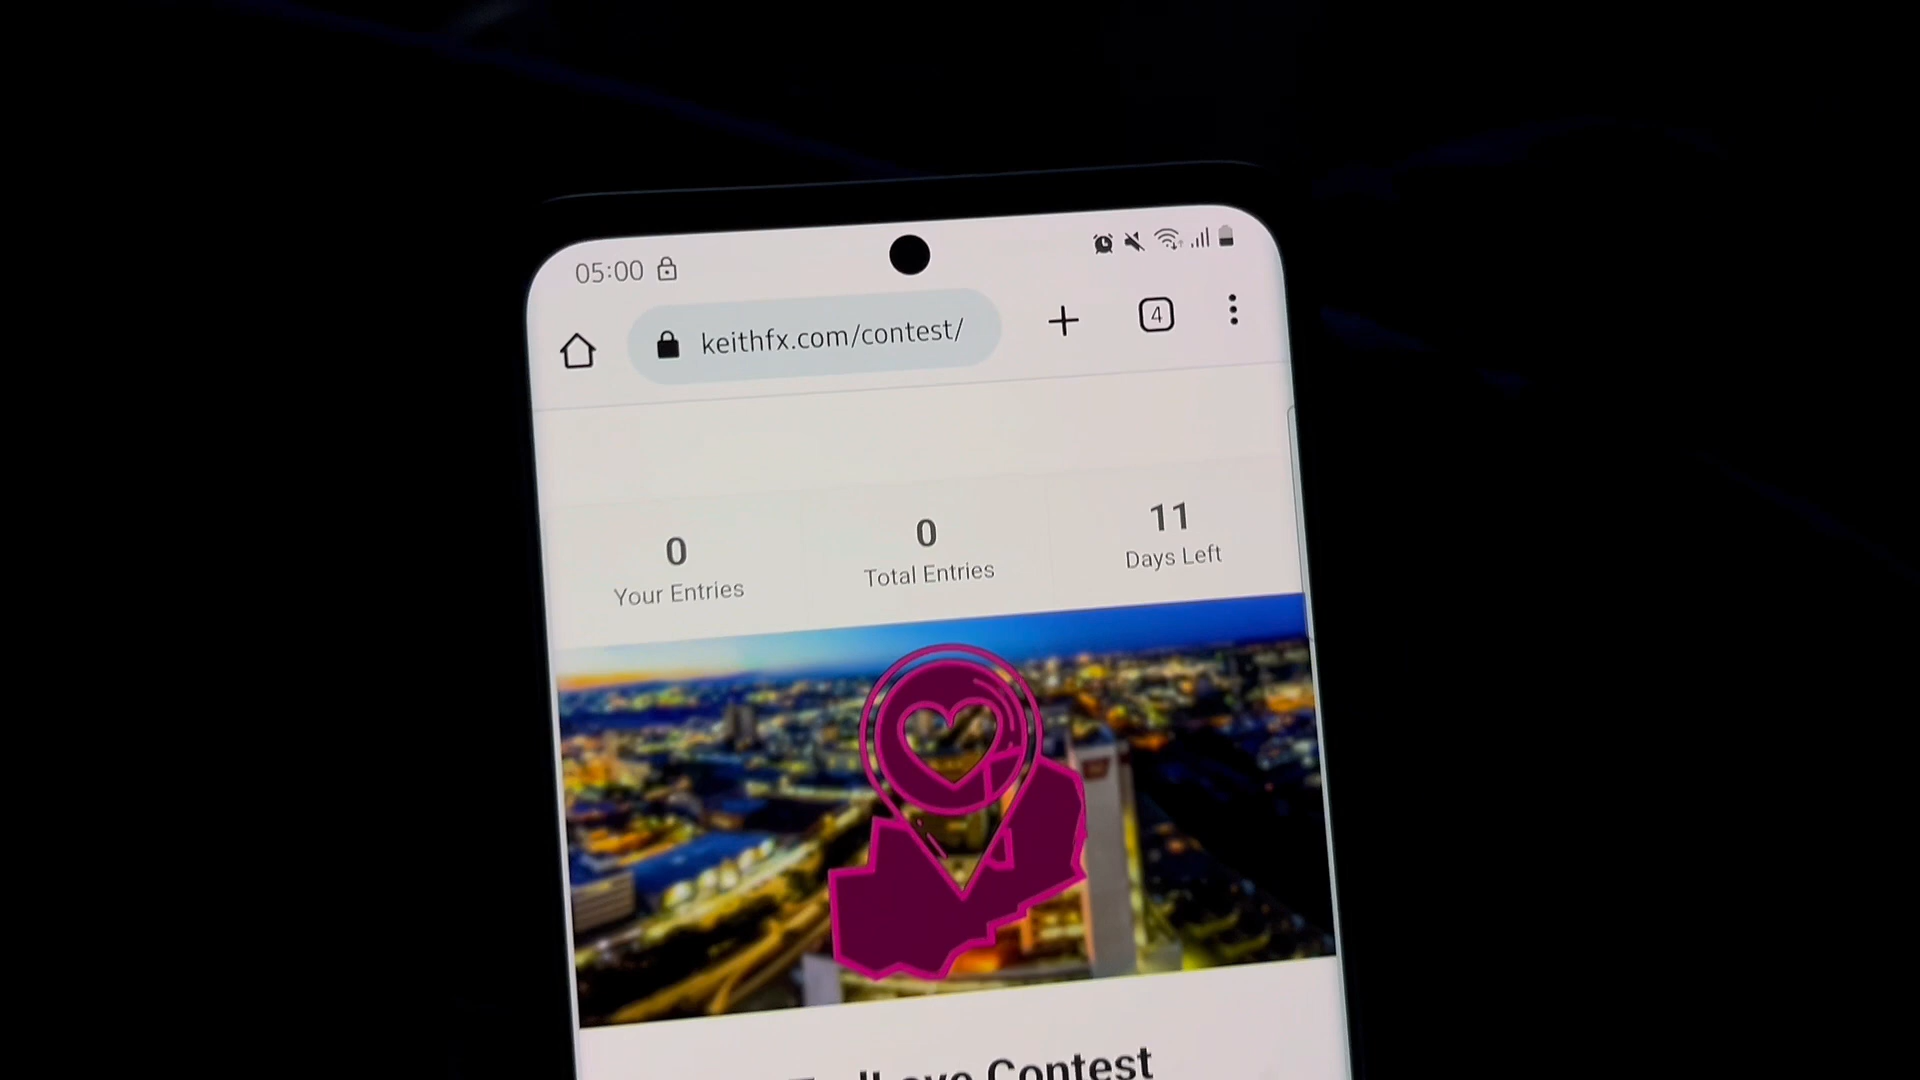 05:00
keithfx.com/contest/
4
0
Your Entries
0
Total Entries
11
Days Left
Contest